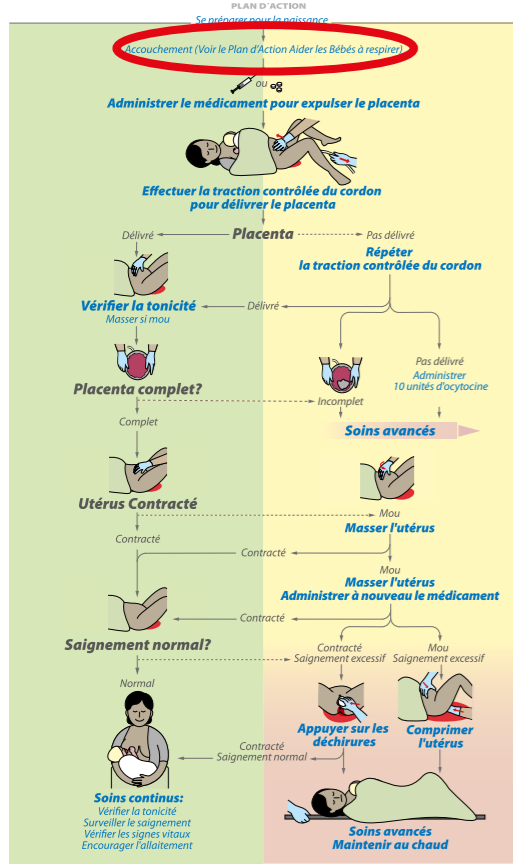 PLAN D'ACTION
Se préparer pour la naissance
Accouchement (Voir le Plan d'Action Aider les Bébés à respirer)
ou
Administrer le médicament pour expulser le placenta
Effectuer la traction contrôlée du cordon
pour délivrer le placenta
Délivré
Placenta
Pas délivré
Répéter
la traction contrôlée du cordon
Vérifier la tonicité
Masser si mou
Délivré
Placenta complet?
Incomplet
Pas délivré
Administrer
10 unités d'ocytocine
Complet
Soins avancés
Utérus Contracté
Mou
Masser l'utérus
Contracté
Contracté
Mou
Masser l'utérus
Administrer à nouveau le médicament
Contracté
Saignement normal?
Contracté
Saignement excessif
Mou
Saignement excessif
Normal
Appuyer sur les
déchirures
Comprimer
l'utérus
Contracté
Saignement normal
Soins continus:
Vérifier la tonicité
Surveiller le saignement
Vérifier les signes vitaux
Encourager l'allaitement
Soins avancés
Maintenir au chaud